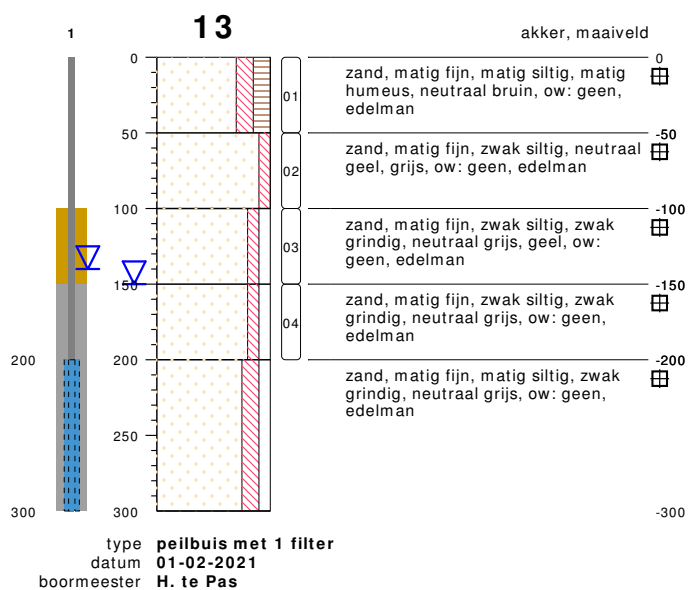 1
13
akker, maaiveld
0
0
zand, matig fijn, matig siltig, matig
humeus, neutraal bruin, ow: geen,
edelman
01
50
-50
zand, matig fijn, zwak siltig, neutraal
geel, grijs, ow: geen, edelman
02
100
-100
zand, matig fijn, zwak siltig, zwak
grindig, neutraal grijs, geel, ow:
geen, edelman
03
150
-150
zand, matig fijn, zwak siltig, zwak
grindig, neutraal grijs, ow: geen,
edelman
04
200
200
-200
zand, matig fijn, matig siltig, zwak
grindig, neutraal grijs, ow: geen,
edelman
250
300
300
-300
type peilbuis met 1 filter
datum 01-02-2021
boormeester H. te Pas